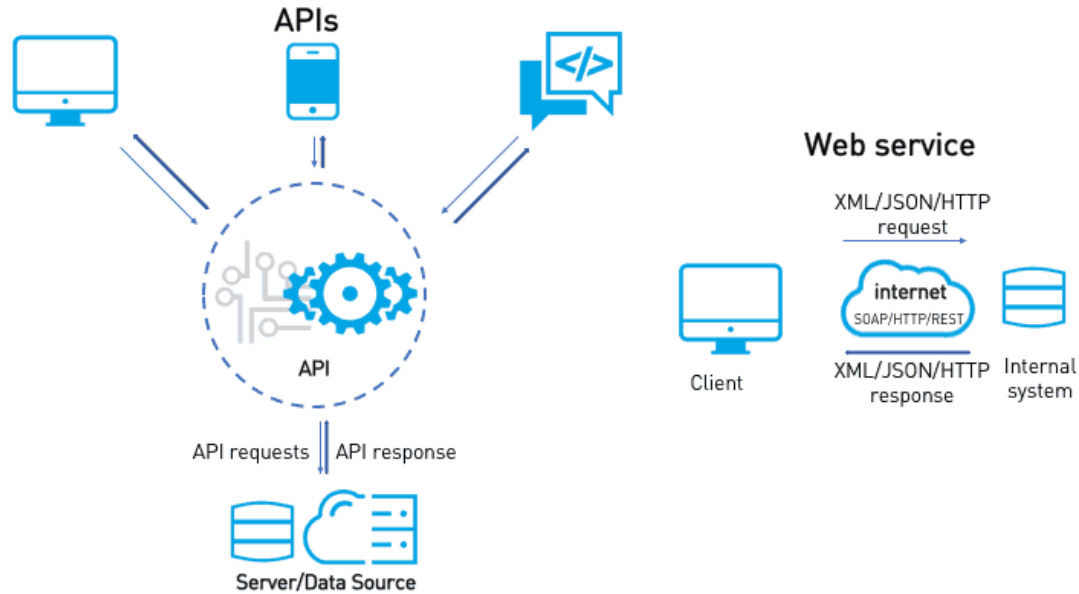 APIs
</>
API
API requests
API response
Server/Data Source
Web service
XML/JSON/HTTP
request
internet
SOAP/HTTP/REST
XML/JSON/HTTP
response
Client
Internal
system